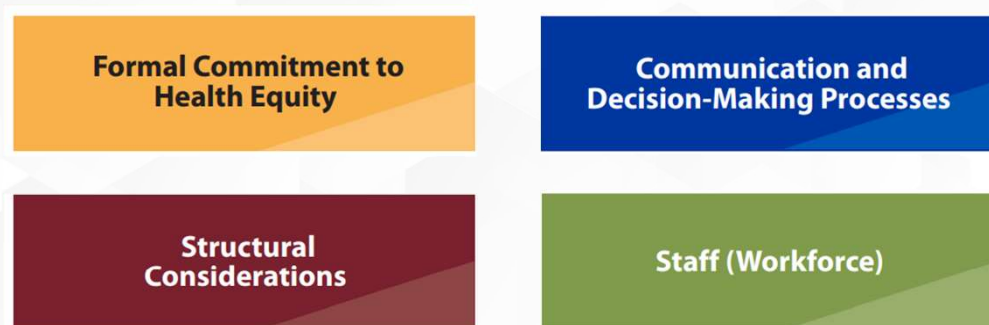 Formal Commitment to
Health Equity
Communication and
Decision-Making Processes
Structural
Considerations
Staff (Workforce)